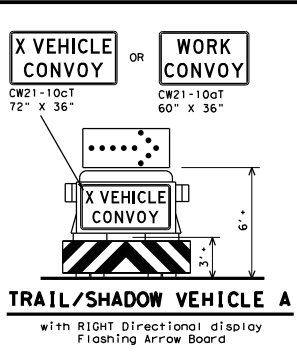 X VEHICLE
CONVOY
OR
WORK
CONVOY
CW21-10cT
72" X 36"
CW21-10aT
60" X 36"
X VEHICLE
CONVOY
3'±
6'±
TRAIL/SHADOW VEHICLE A
with RIGHT Directional display
Flashing Arrow Board